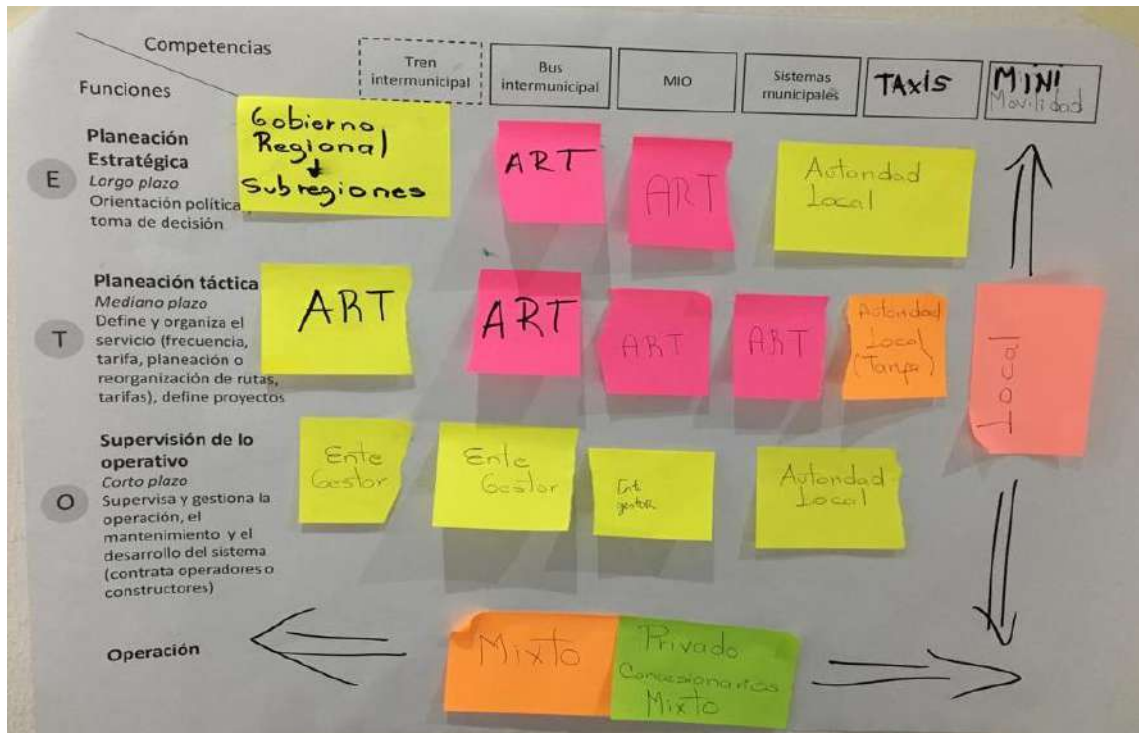 Competencias
Funciones
Tren
intermunicipal
Bus
intermunicipal
MIO
Sistemas
municipales
TAXIS
MINI
Movilidad
E
Planeación
Estratégica
Largo plazo
Orientación política,
toma de decisión
Gobierno
Regional
Subregiones
ART
ART
Autoridad
Local
T
Planeación táctica
Mediano plazo
Define y organiza el
servicio (frecuencia,
tarifa, planeación o
reorganización de rutas,
tarifas), define proyectos
ART
ART
ART
ART
Autoridad
Local
(Tarifa)
Local
O
Supervisión de lo
operativo
Corto plazo
Supervisa y gestiona la
operación, el
mantenimiento y el
desarrollo del sistema
(contrata operadores o
constructores)
Ente
Gestor
Ente
Gestor
Ente
gestor
Autoridad
Local
Operación
Mixto
Privado
Concesionarios
Mixto